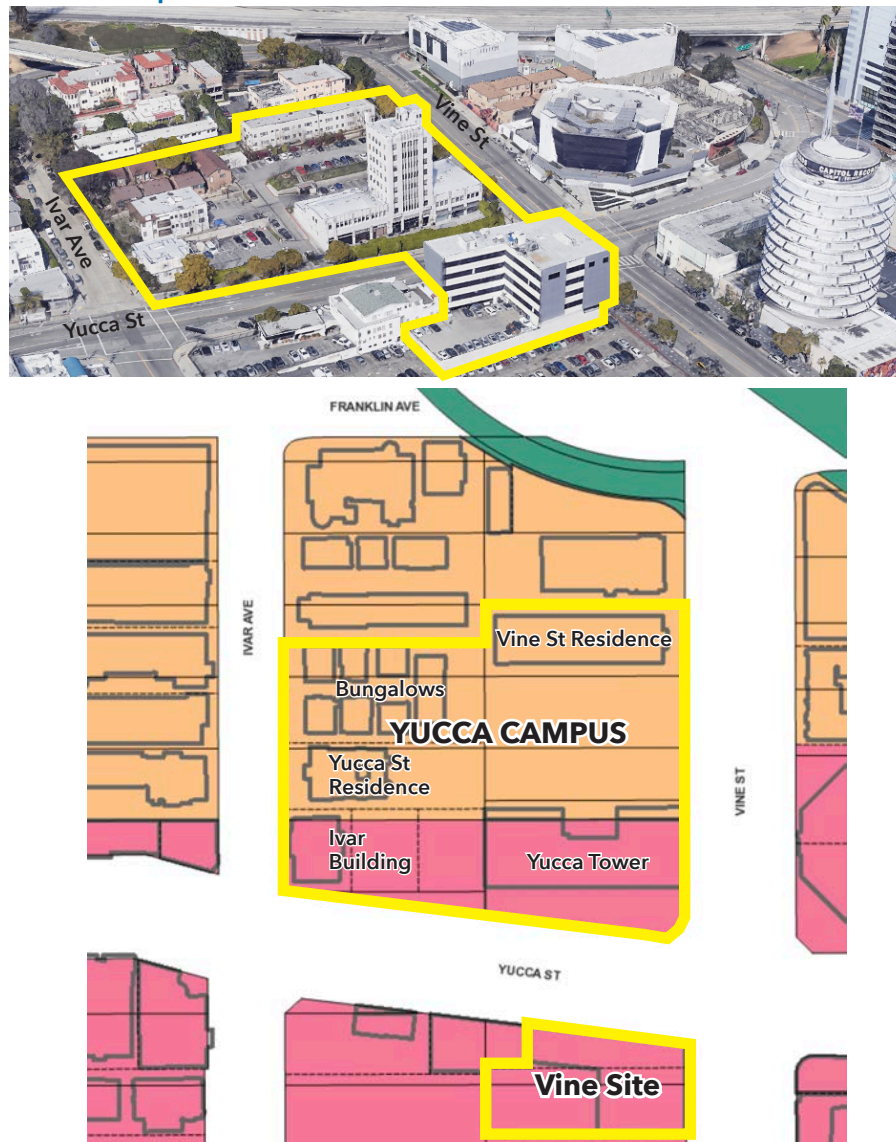 Vine St
CAPITOL RECORDS
Ivar Ave
Yucca St
FRANKLIN AVE
IVAR AVE
Vine St Residence
Bungalows
YUCCA CAMPUS
Yucca St
Residence
VINE ST
Ivar
Building
Yucca Tower
YUCCA ST
Vine Site